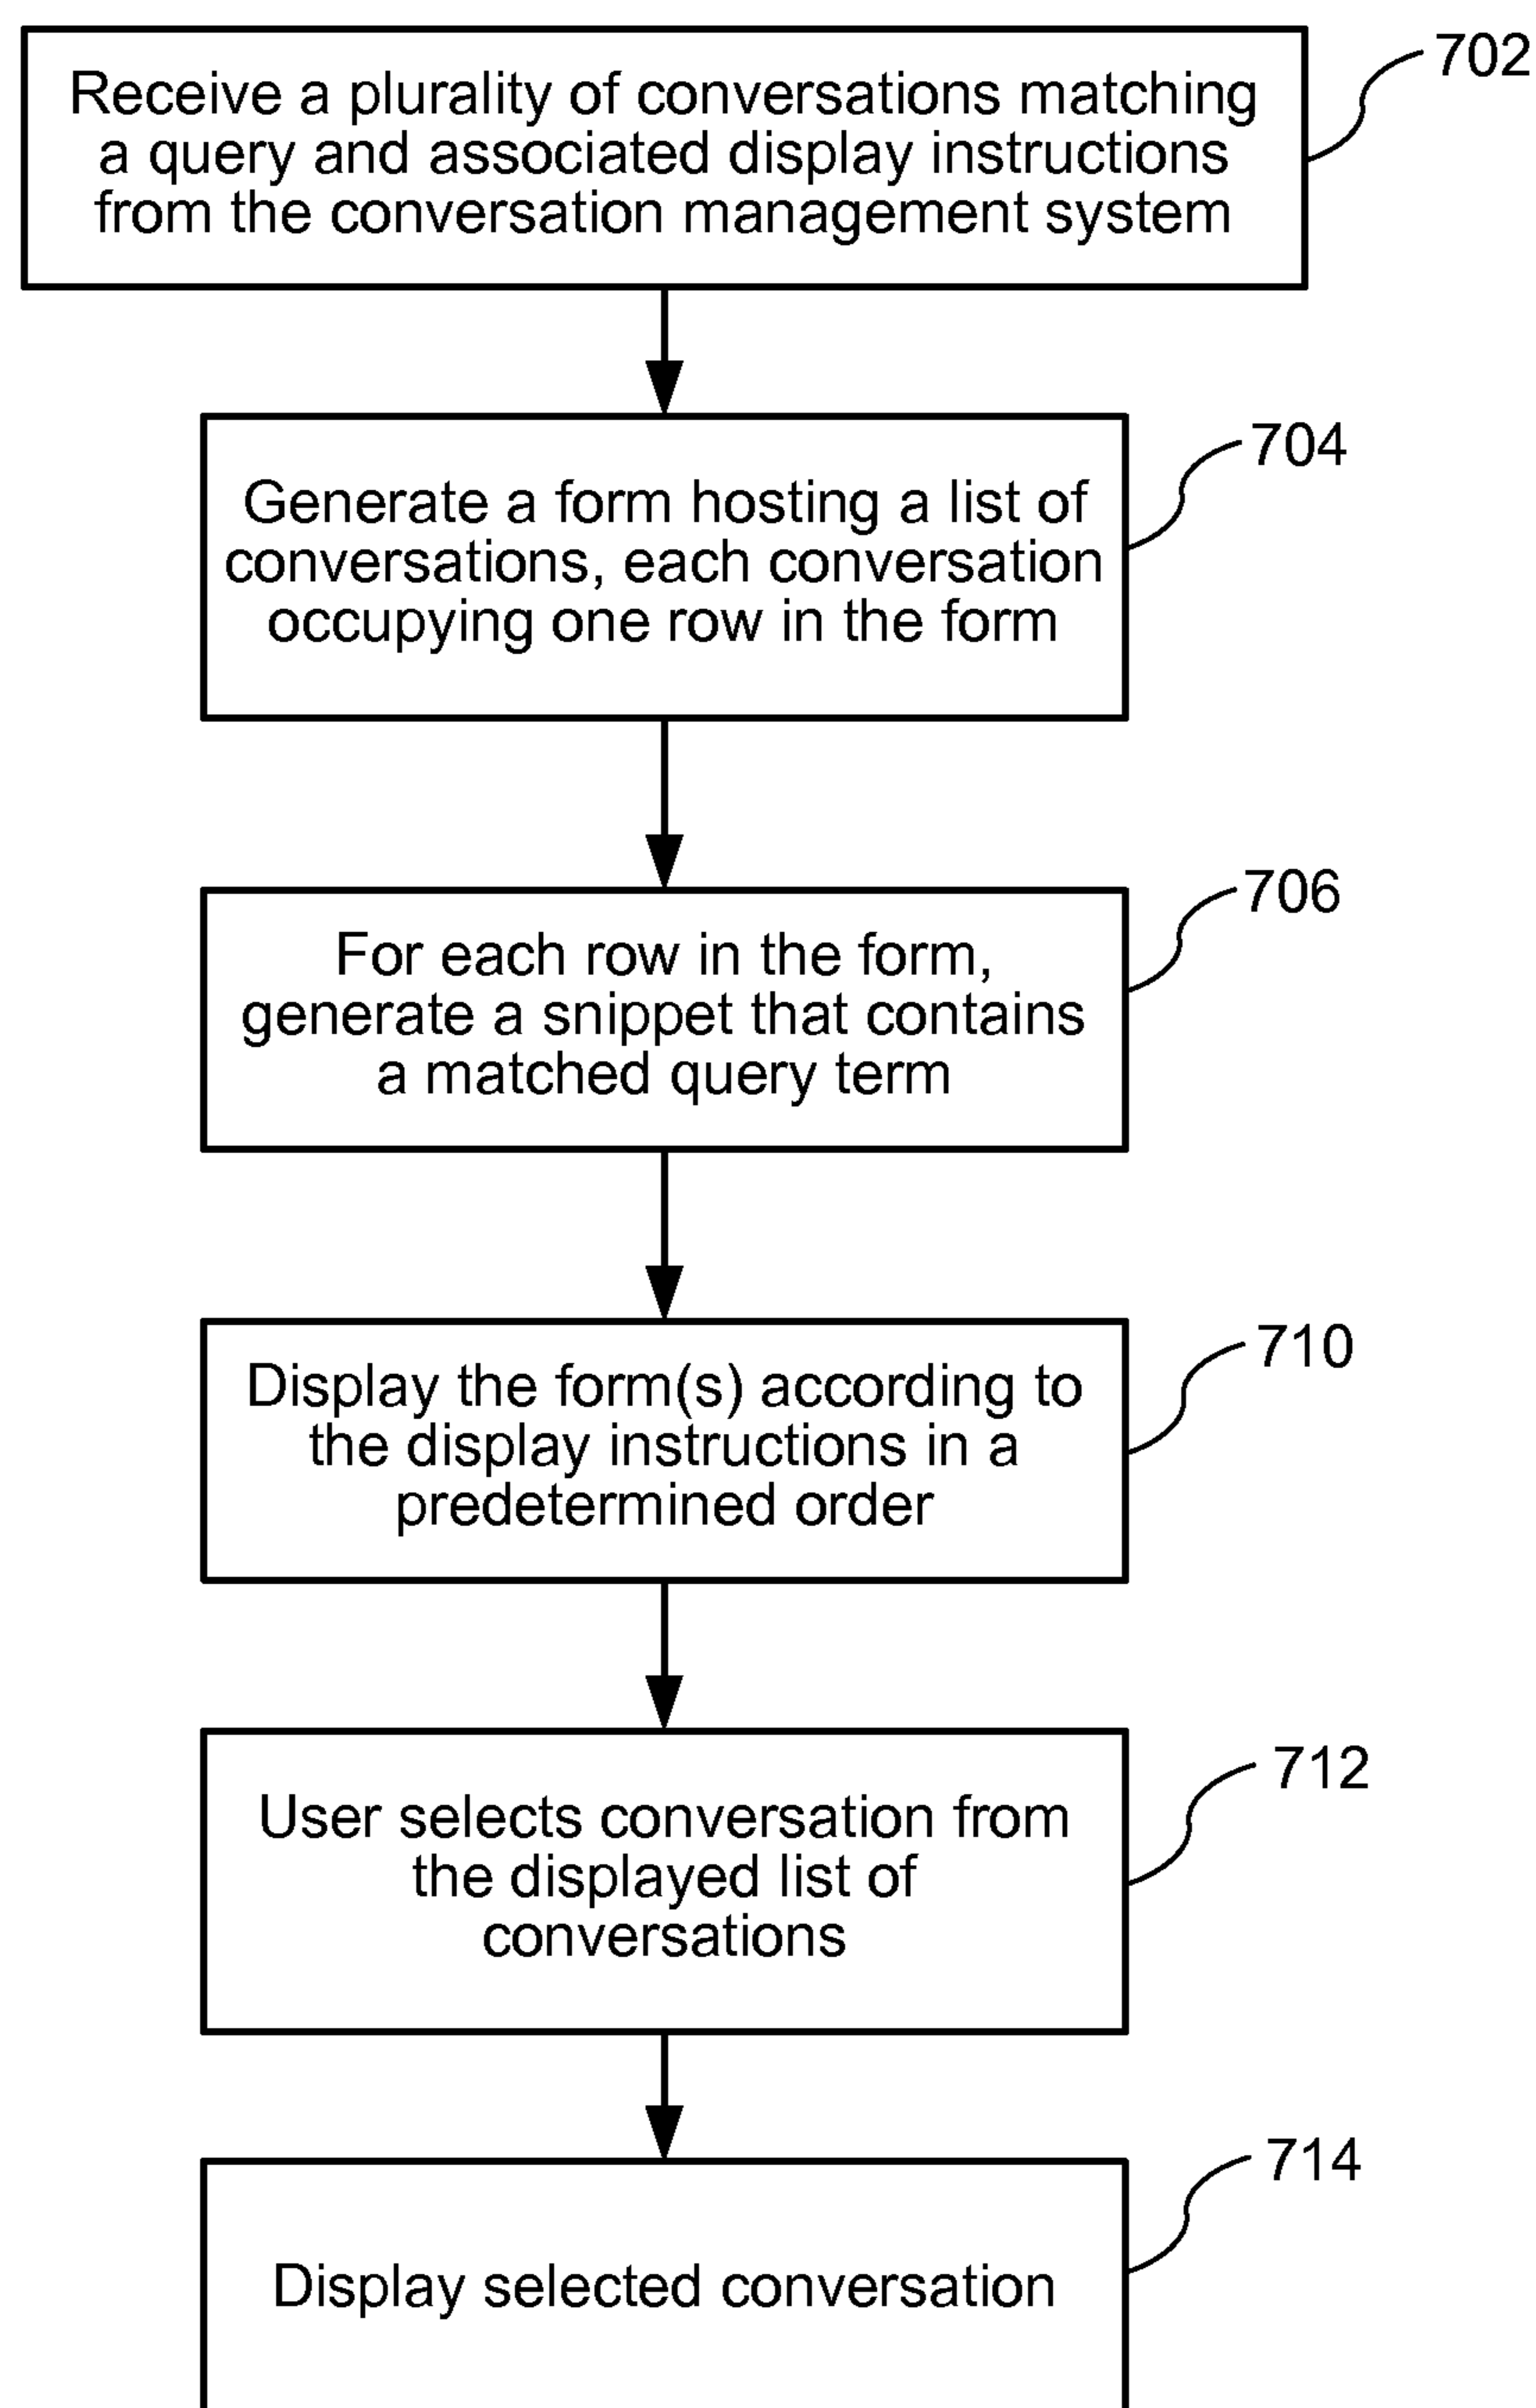 702
Receive a plurality of conversations matching
a query and associated display instructions
from the conversation management system
704
Generate a form hosting a list of
conversations, each conversation
occupying one row in the form
706
For each row in the form,
generate a snippet that contains
a matched query term
710
Display the form(s) according to
the display instructions in a
predetermined order
712
User selects conversation from
the displayed list of
conversations
714
Display selected conversation